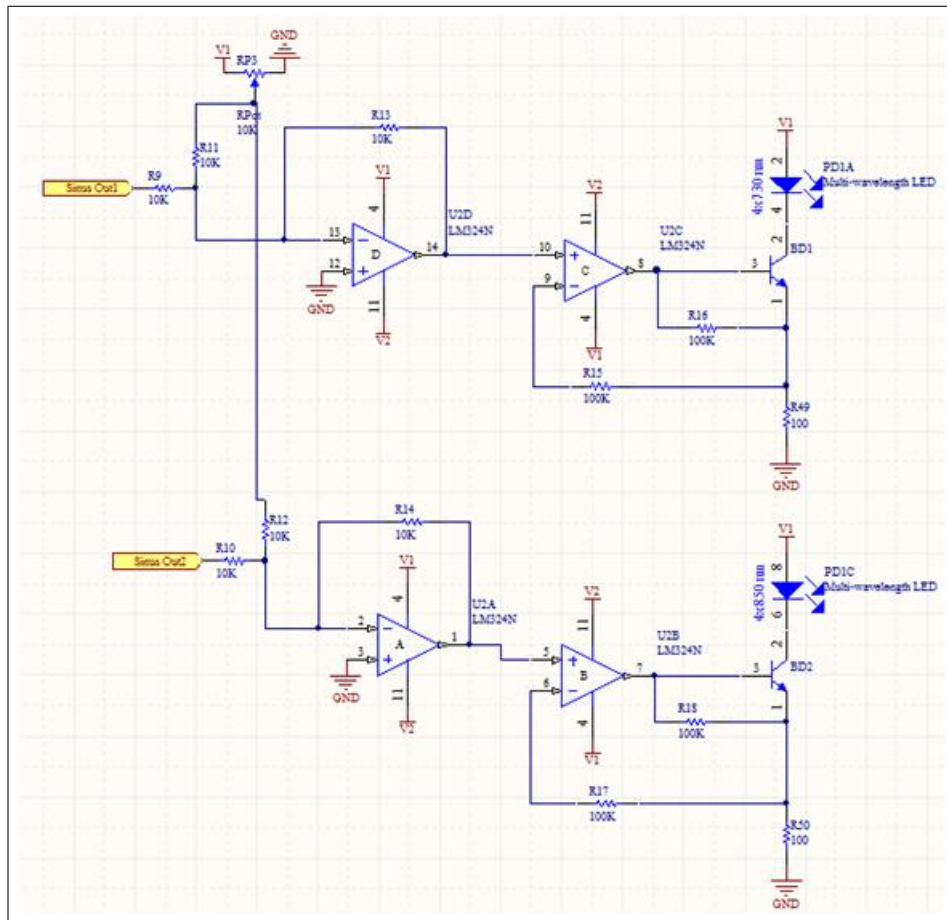 GND
V1
RP3
RPot
10K
R11
10K
R13
10K
Sinus Out1
R9
10K
V1
4
13
12
D
14
11
V2
GND
U2D
LM324N
V2
11
10
9
C
8
4
V1
U2C
LM324N
R16
100K
R15
100K
V1
2
4x730 nm
PD1A
Multi-wavelength LED
4
2
3
BD1
1
R49
100
GND
R12
10K
R14
10K
Sinus Out2
R10
10K
V1
4
2
3
A
1
11
V2
GND
U2A
LM324N
V2
11
5
6
B
7
4
V1
U2B
LM324N
R18
100K
R17
100K
V1
8
4x850 nm
PD1C
Multi-wavelength LED
6
2
3
BD2
1
R50
100
GND